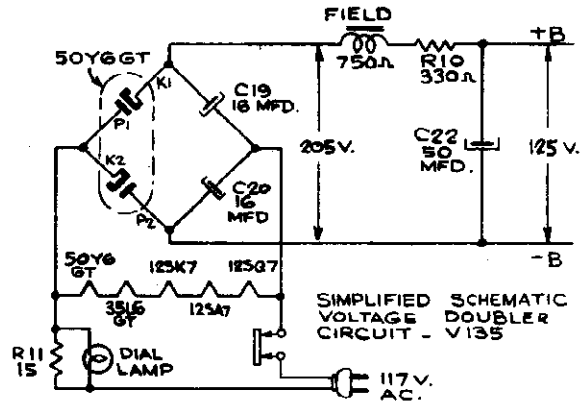 FIELD
750Ω
R10
330Ω
+B
50Y6GT
K1
P1
K2
P2
C19
16 MFD.
C20
16
MFD
205V.
C22
50
MFD.
125 V.
-B
50Y6
GT
35L6
GT
12SK7
12SA7
12SQ7
SIMPLIFIED SCHEMATIC
VOLTAGE DOUBLER
CIRCUIT - V135
R11
15
DIAL
LAMP
117V.
AC.